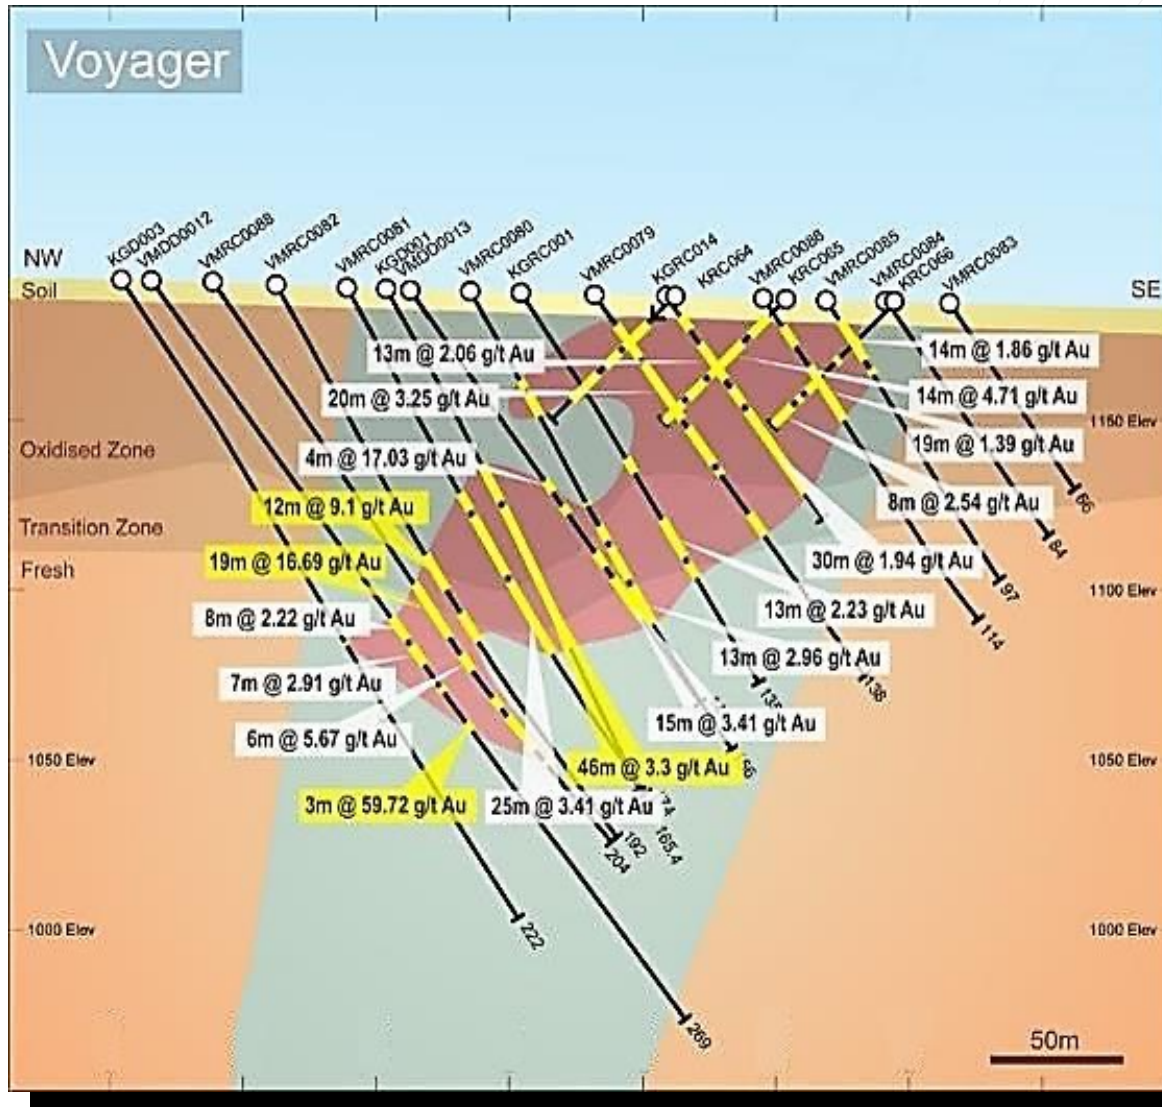 Voyager
NW
SE
KGD003
VMDD0012
VMRC0088
VMRC0082
VMRC0081
KGD001
VMDD0013
VMRC0080
KGRC001
VMRC0079
KGRC014
KRC064
VMRC0086
KRC065
VMRC0085
VMRC0084
KRC066
VMRC0083
Soil
13m @ 2.06 g/t Au
14m @ 1.86 g/t Au
20m @ 3.25 g/t Au
14m @ 4.71 g/t Au
1150 Elev
Oxidised Zone
19m @ 1.39 g/t Au
4m @ 17.03 g/t Au
66
12m @ 9.1 g/t Au
8m @ 2.54 g/t Au
Transition Zone
84
19m @ 16.69 g/t Au
30m @ 1.94 g/t Au
Fresh
97
1100 Elev
8m @ 2.22 g/t Au
13m @ 2.23 g/t Au
114
7m @ 2.91 g/t Au
13m @ 2.96 g/t Au
138
6m @ 5.67 g/t Au
15m @ 3.41 g/t Au
1050 Elev
1050 Elev
46m @ 3.3 g/t Au
3m @ 59.72 g/t Au
25m @ 3.41 g/t Au
165.4
192
204
1000 Elev
1000 Elev
222
269
50m